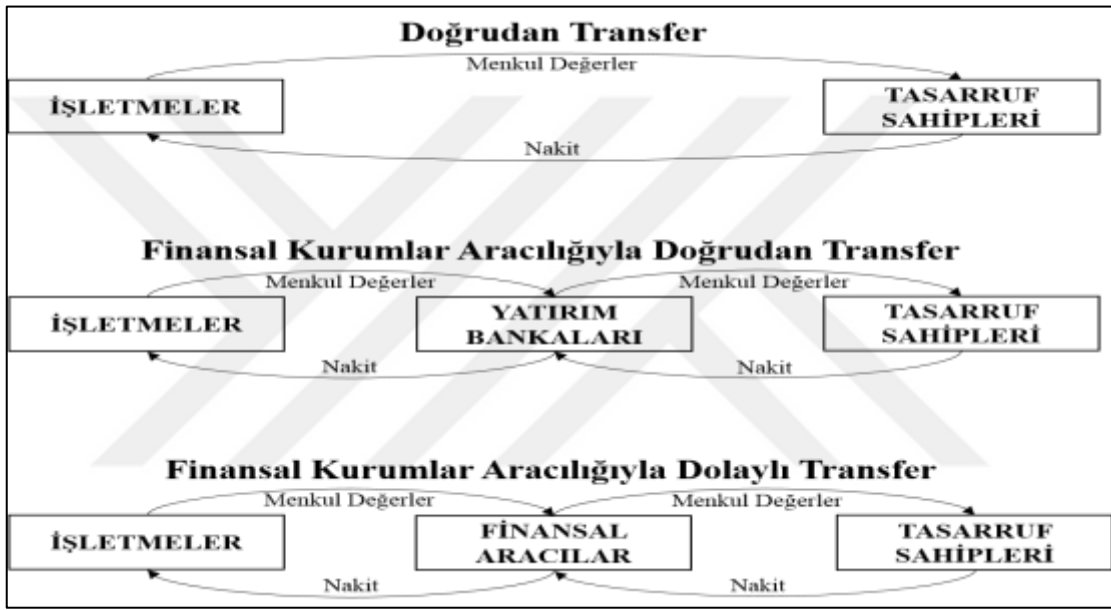 Doğrudan Transfer
Menkul Değerler
İŞLETMELER
TASARRUF
SAHİPLERİ
Nakit
Finansal Kurumlar Aracılığıyla Doğrudan Transfer
Menkul Değerler
Menkul Değerler
İŞLETMELER
YATIRIM
BANKALARI
TASARRUF
SAHİPLERİ
Nakit
Nakit
Finansal Kurumlar Aracılığıyla Dolaylı Transfer
Menkul Değerler
Menkul Değerler
İŞLETMELER
FİNANSAL
ARACILAR
TASARRUF
SAHİPLERİ
Nakit
Nakit